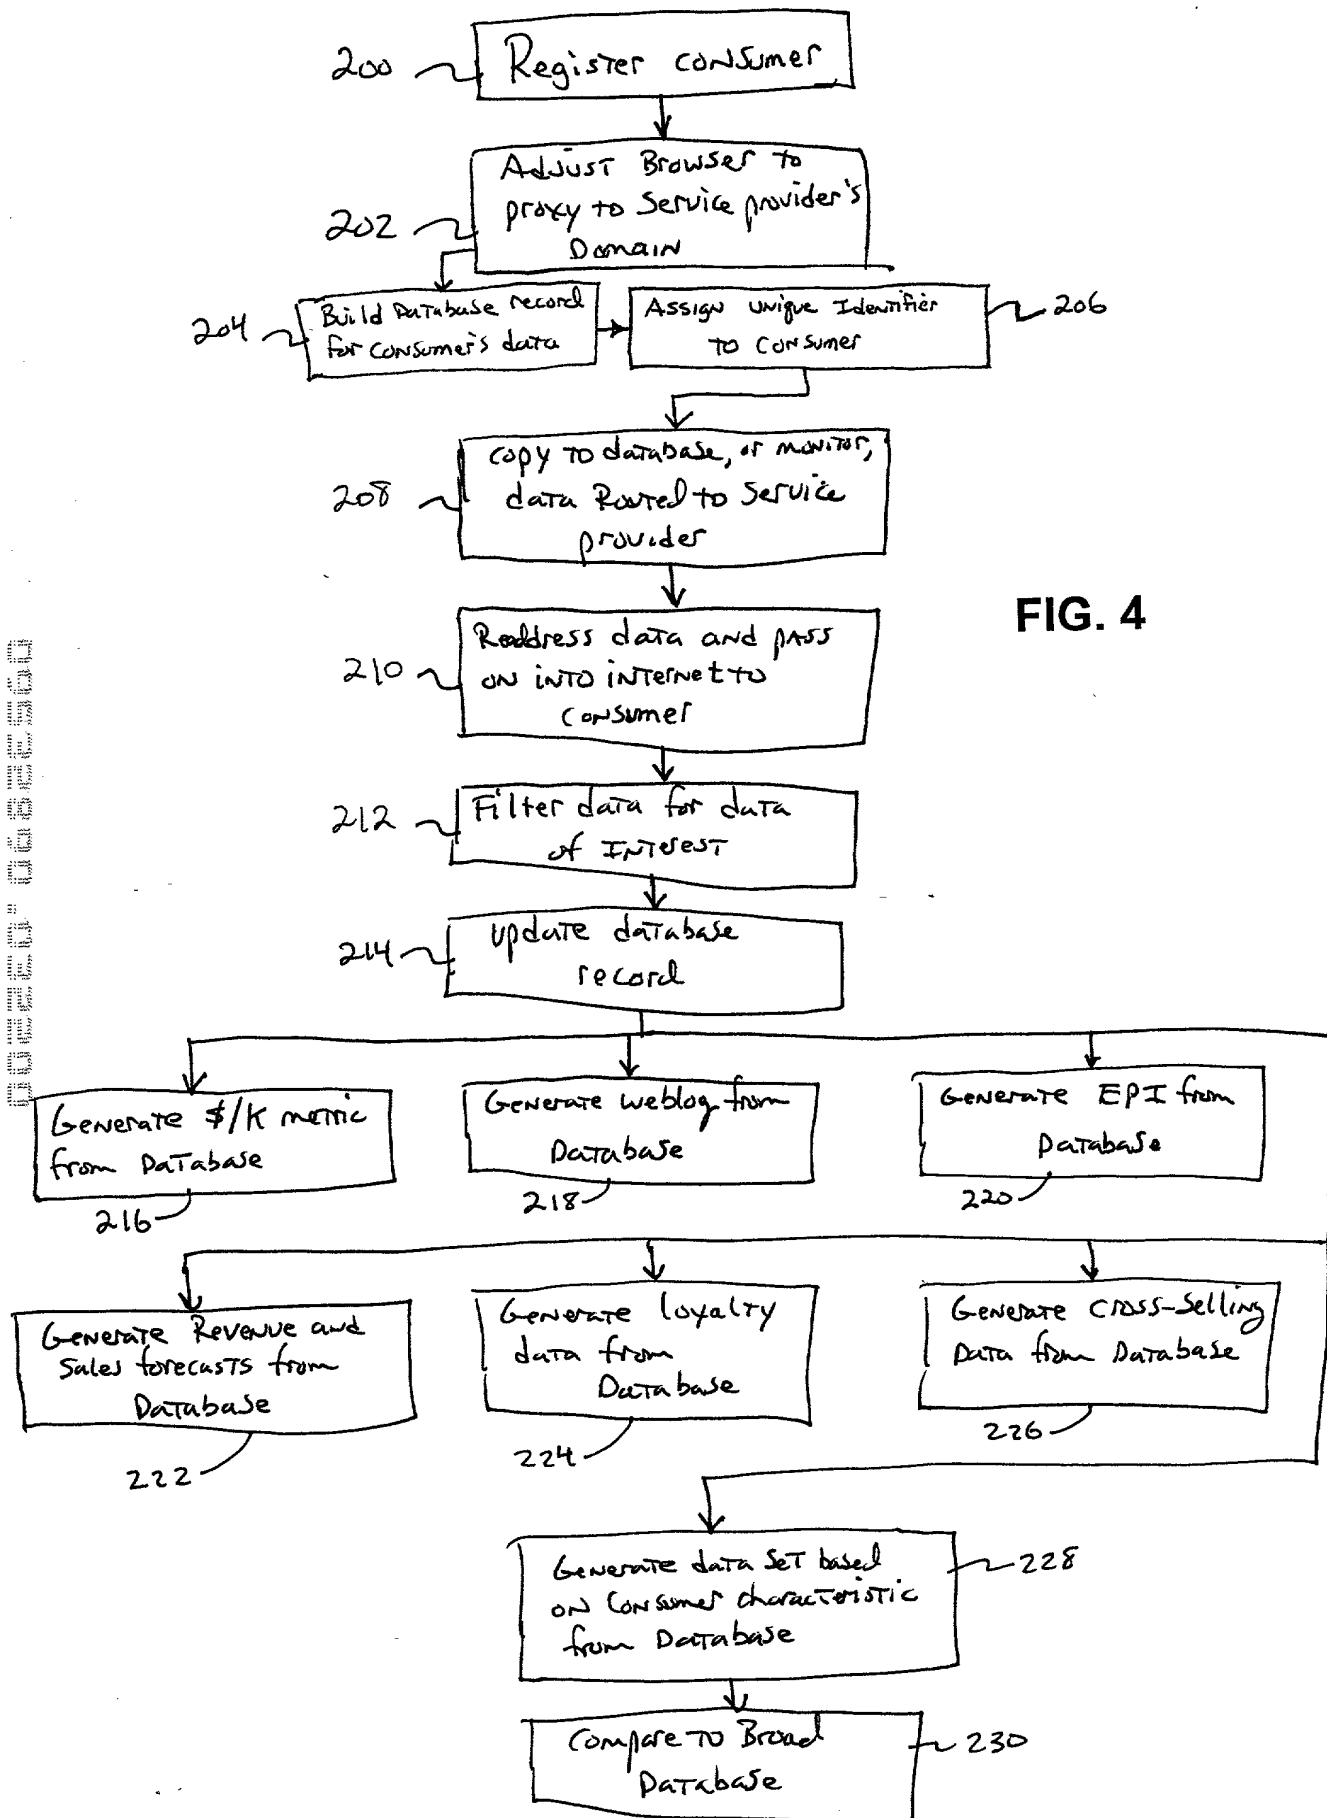 200
Register consumer
Adjust Browser to
proxy to Service provider's
Domain
202
204
Build Database record
for consumer's data
Assign unique Identifier
to Consumer
206
copy to database, or monitor,
data Routed to Service
provider
208
FIG. 4
Readdress data and pass
on into internet to
Consumer
210
212
Filter data for data
of Interest
214
update database
record
Generate $/K metric
from Database
216
Generate weblog from
Database
218
Generate EPI from
Database
220
Generate Revenue and
Sales forecasts from
Database
222
Generate loyalty
data from
Database
224
Generate cross-selling
Data from Database
226
Generate data set based
on Consumer characteristic
from Database
228
Compare to Broad
Database
230